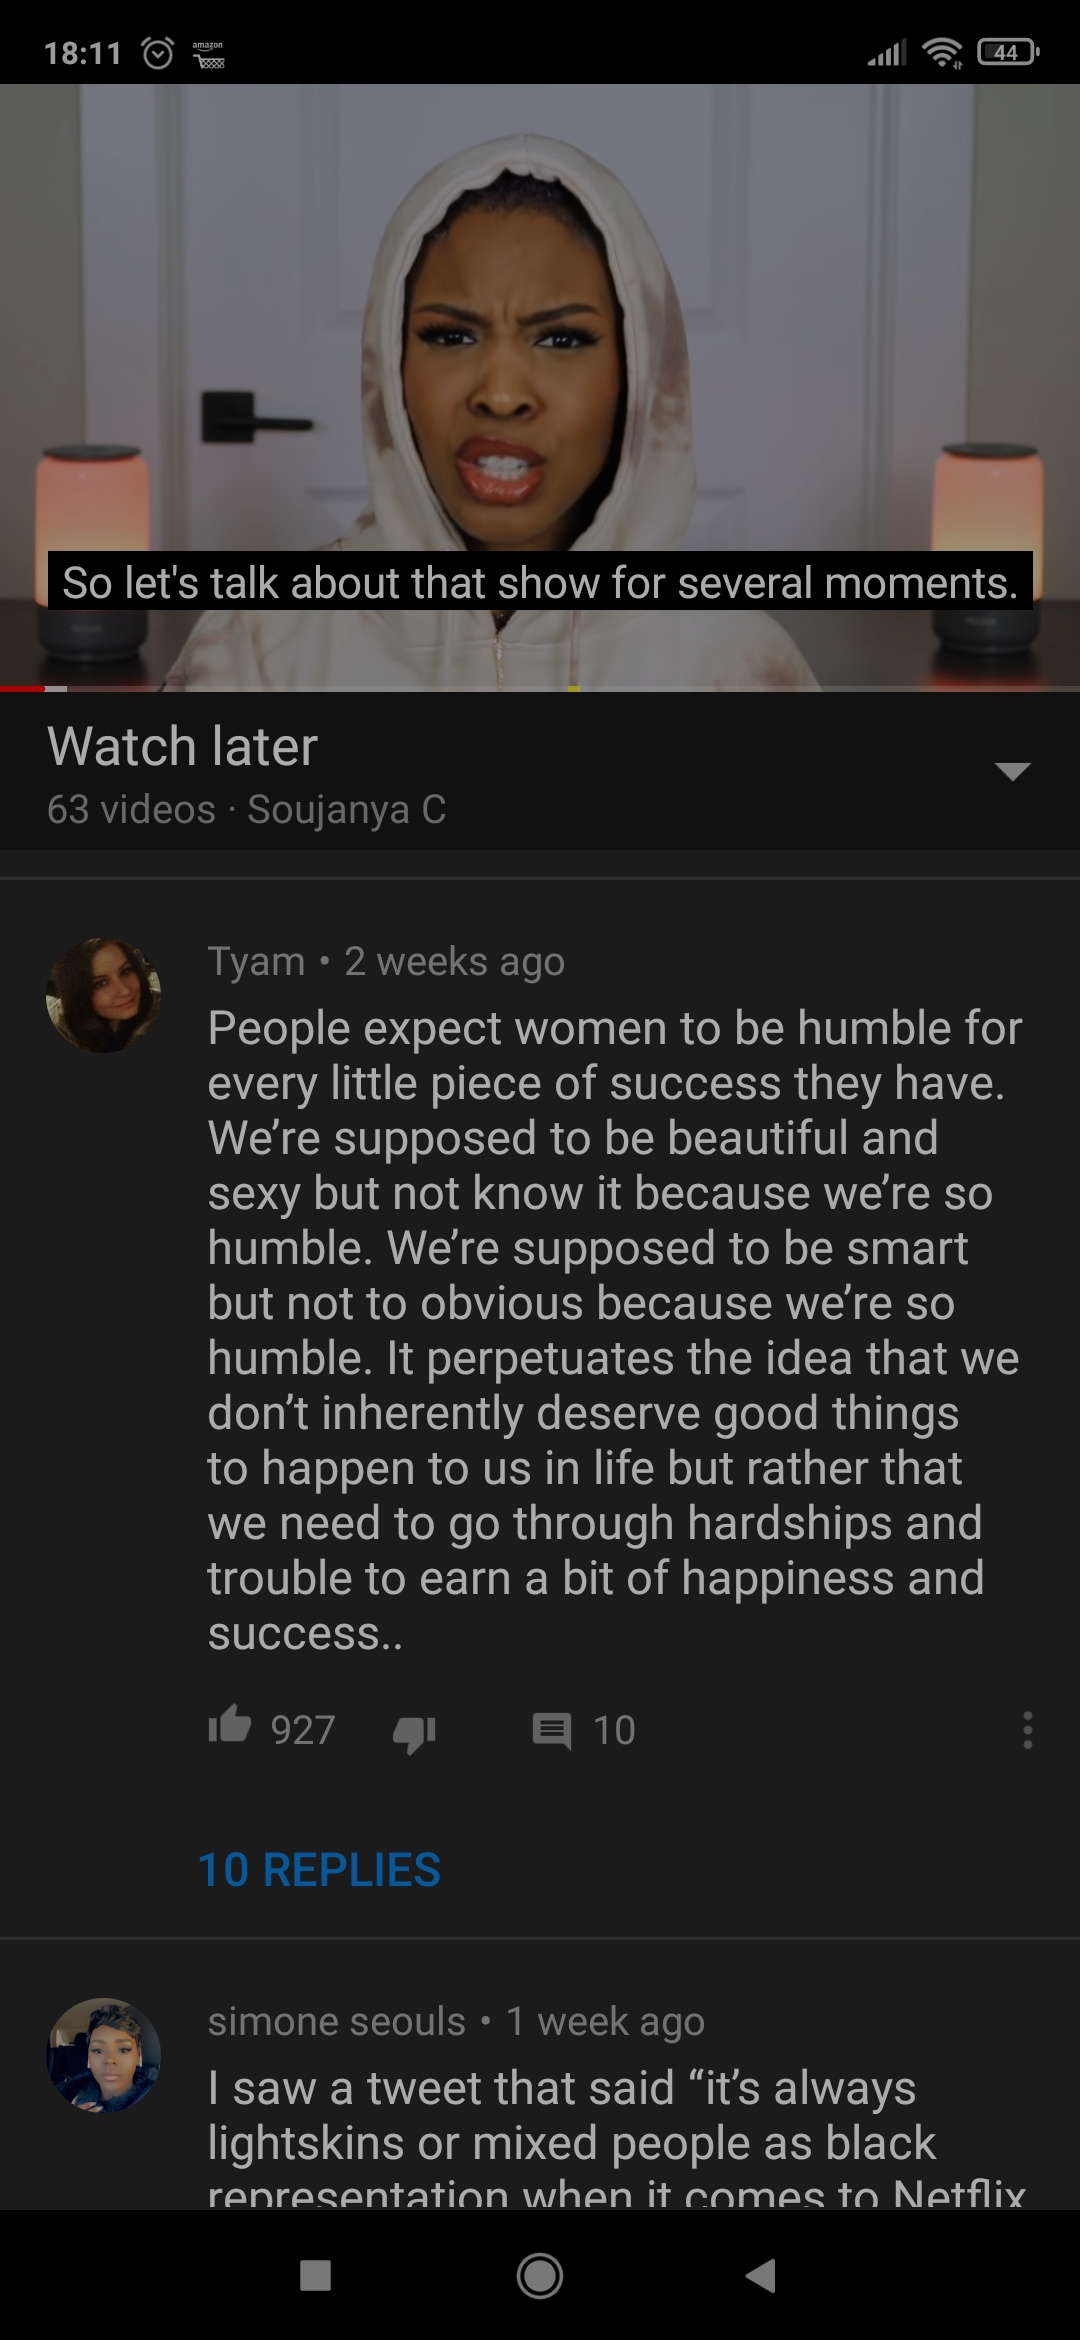 18:11 amazon 44
So let's talk about that show for several moments.
Watch later
63 videos · Soujanya C
Tyam • 2 weeks ago
People expect women to be humble for
every little piece of success they have.
We’re supposed to be beautiful and
sexy but not know it because we’re so
humble. We’re supposed to be smart
but not to obvious because we’re so
humble. It perpetuates the idea that we
don’t inherently deserve good things
to happen to us in life but rather that
we need to go through hardships and
trouble to earn a bit of happiness and
success..
927 10
10 REPLIES
simone seouls • 1 week ago
I saw a tweet that said “it’s always
lightskins or mixed people as black
representation when it comes to Netflix